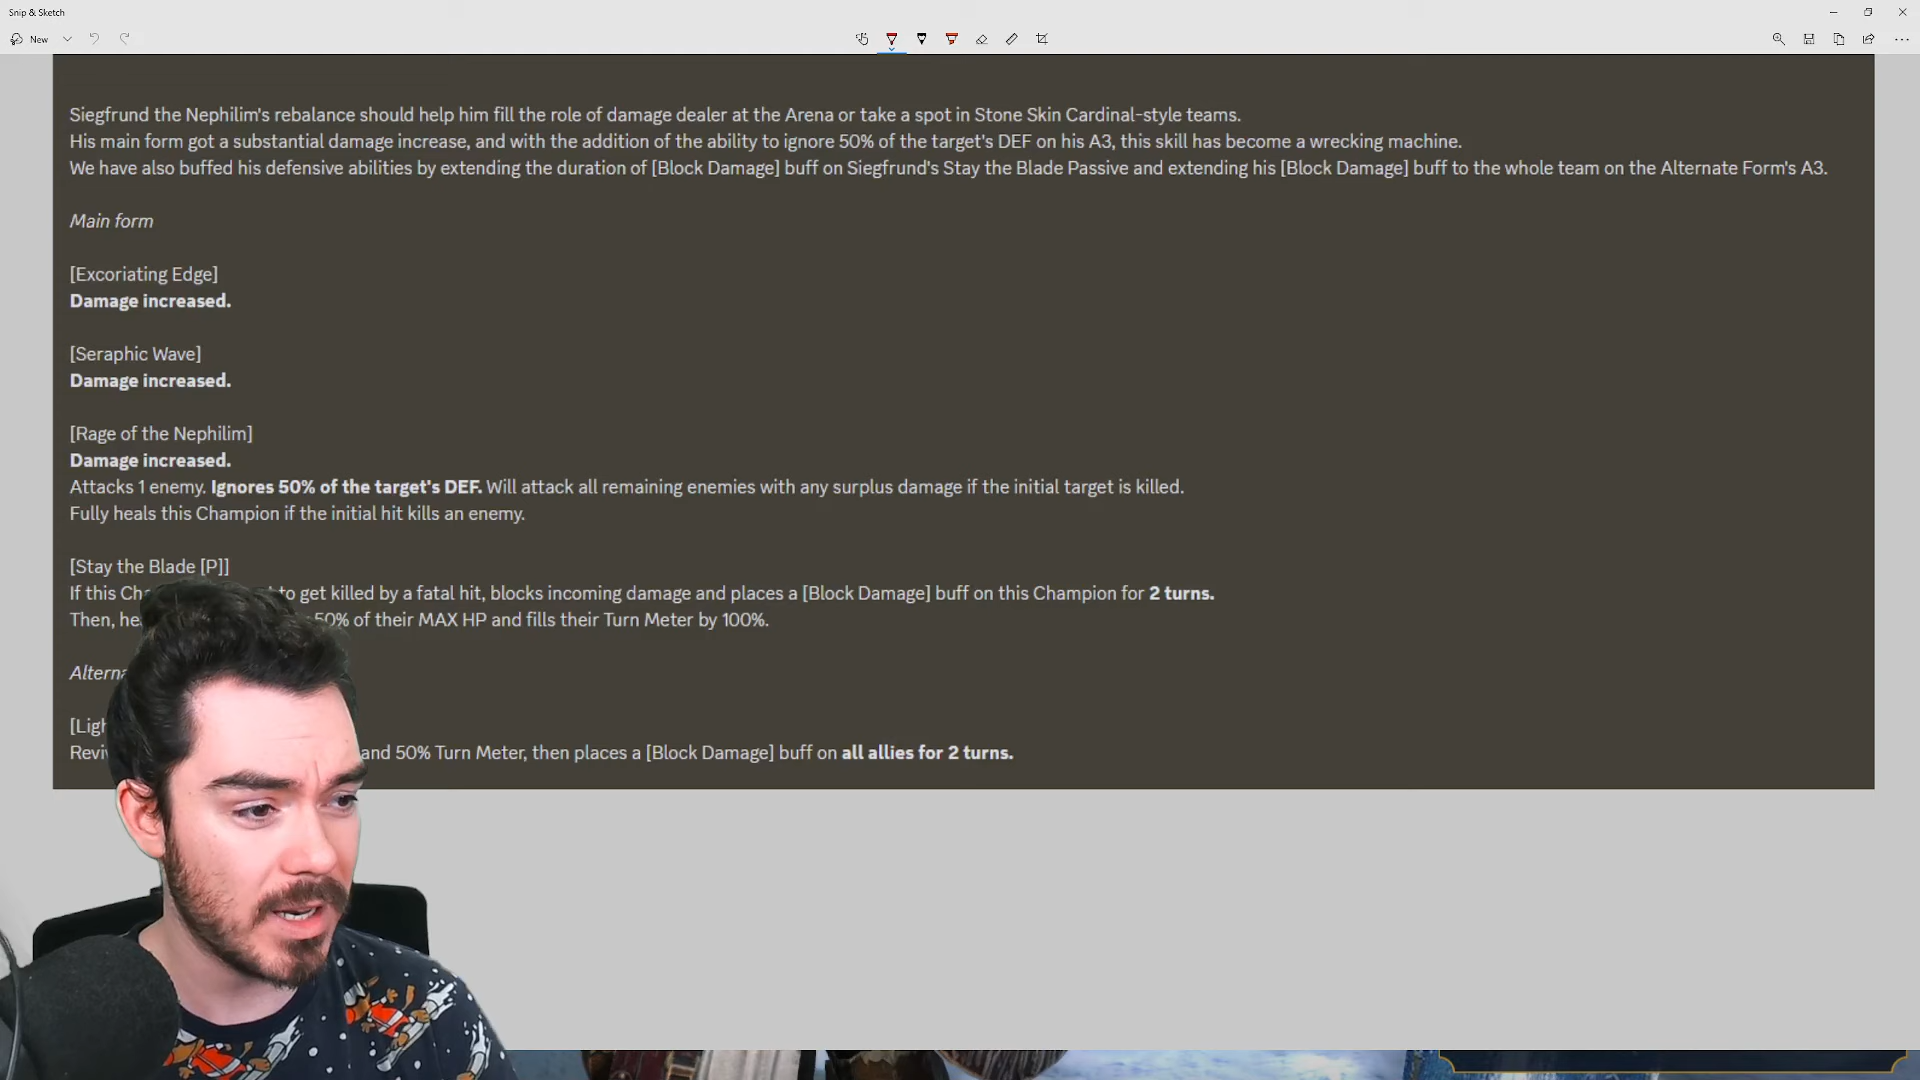 Snip & Sketch
New
Siegfrund the Nephilim's rebalance should help him fill the role of damage dealer at the Arena or take a spot in Stone Skin Cardinal-style teams.
His main form got a substantial damage increase, and with the addition of the ability to ignore 50% of the target's DEF on his A3, this skill has become a wrecking machine.
We have also buffed his defensive abilities by extending the duration of [Block Damage] buff on Siegfrund's Stay the Blade Passive and extending his [Block Damage] buff to the whole team on the Alternate Form's A3.
Main form
[Excoriating Edge]
Damage increased.
[Seraphic Wave]
Damage increased.
[Rage of the Nephilim]
Damage increased.
Attacks 1 enemy. Ignores 50% of the target's DEF. Will attack all remaining enemies with any surplus damage if the initial target is killed.
Fully heals this Champion if the initial hit kills an enemy.
[Stay the Blade [P]]
If this to get killed by a fatal hit, blocks incoming damage and places a [Block Damage] buff on this Champion for 2 turns.
Then, 50% of their MAX HP and fills their Turn Meter by 100%.
and 50% Turn Meter, then places a [Block Damage] buff on all allies for 2 turns.